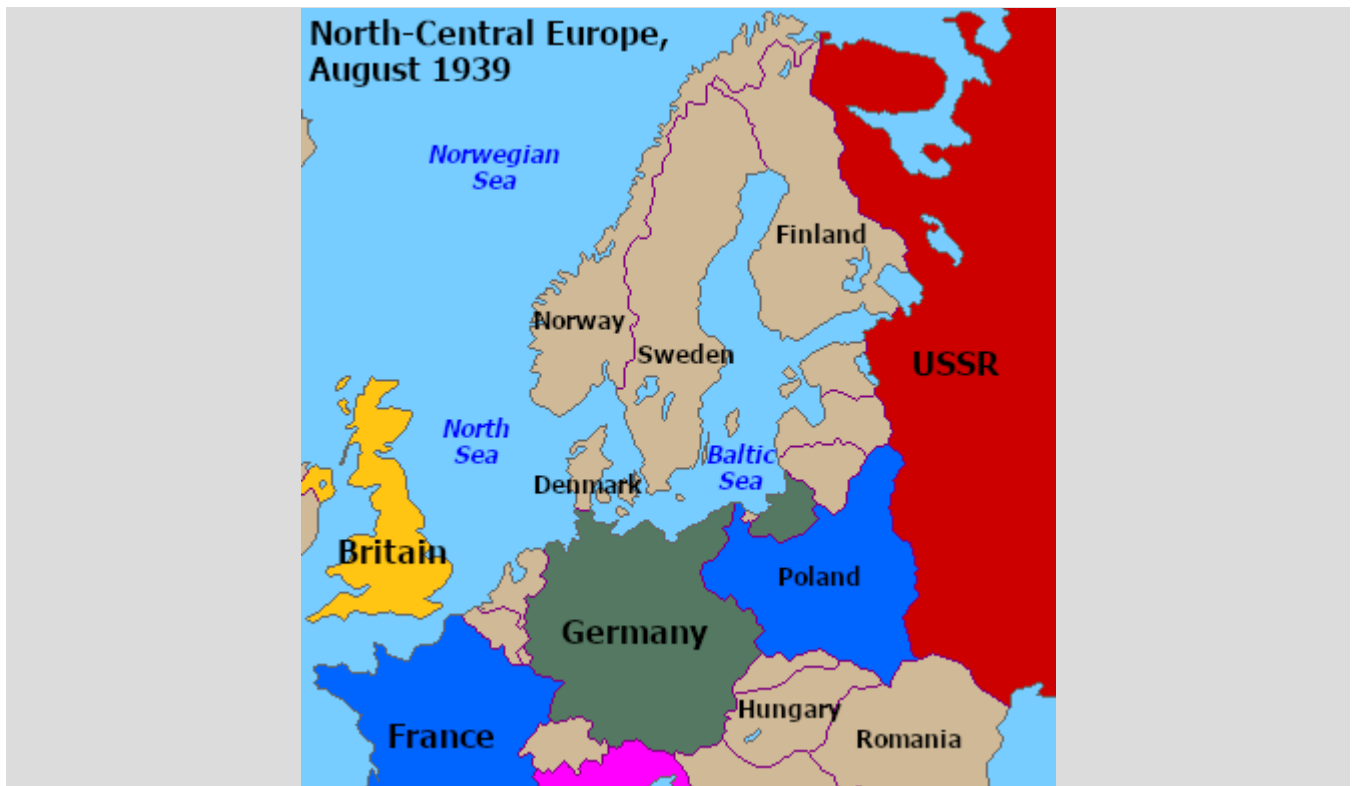 North-Central Europe,
August 1939
Norwegian
Sea
Finland
Norway
Sweden
USSR
North
Sea
Baltic
Sea
Denmark
Britain
Poland
Germany
Hungary
France
Romania